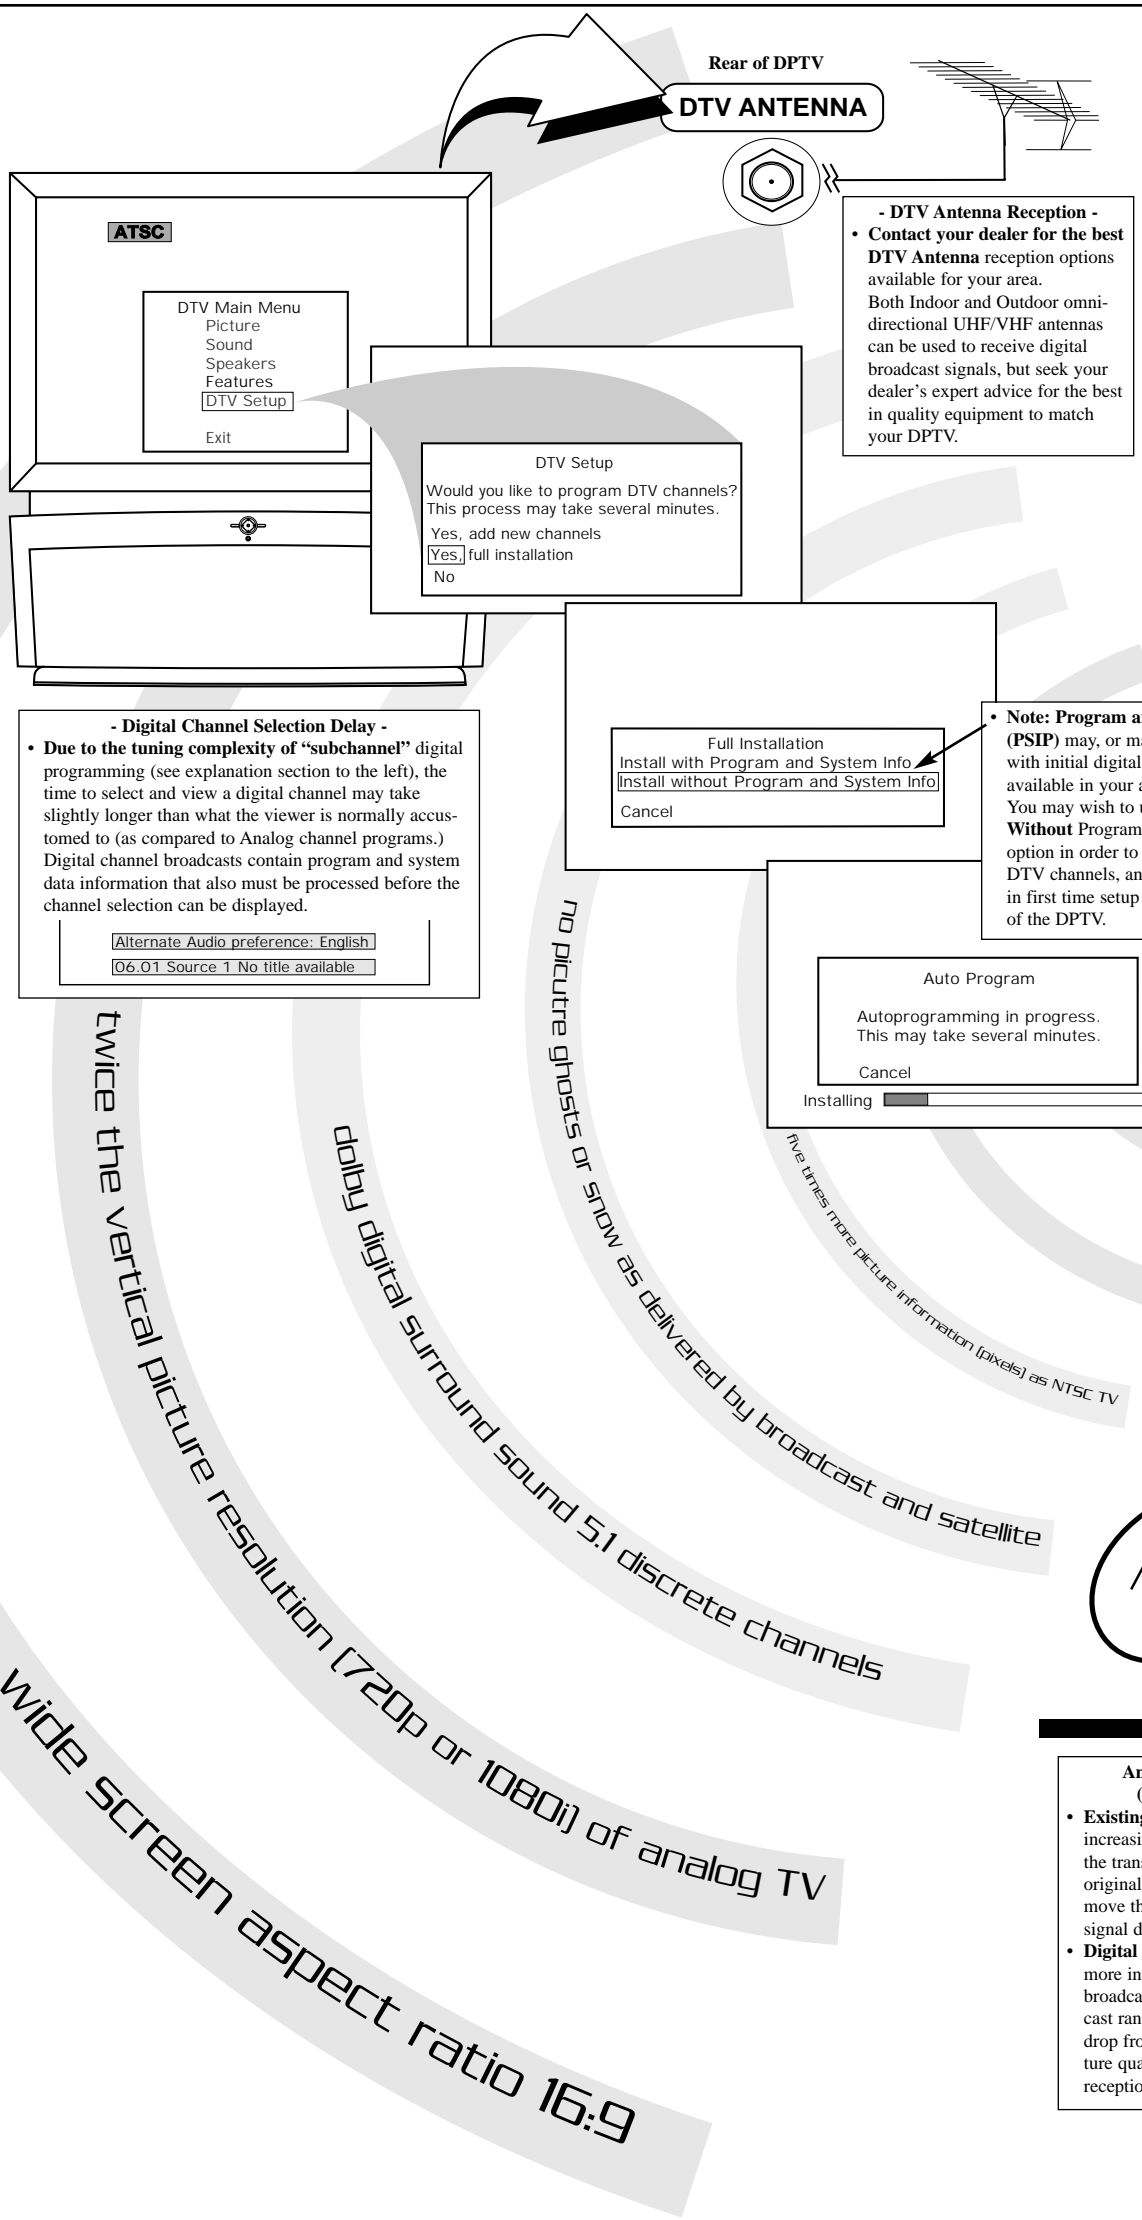 Rear of DPTV
DTV ANTENNA
- DTV Antenna Reception -
• Contact your dealer for the best
DTV Antenna reception options
available for your area.
Both Indoor and Outdoor omni-
directional UHF/VHF antennas
can be used to receive digital
broadcast signals, but seek your
dealer’s expert advice for the best
in quality equipment to match
your DPTV.
ATSC
DTV Main Menu
Picture
Sound
Speakers
Features
DTV Setup
Exit
DTV Setup
Would you like to program DTV channels?
This process may take several minutes.
Yes, add new channels
Yes, full installation
No
Full Installation
Install with Program and System Info
Install without Program and System Info
Cancel
• Note: Program
(PSIP) may, or
with initial digital
available in your
You may wish to
Without Program
option in order to
DTV channels,
in first time setup
of the DPTV.
- Digital Channel Selection Delay -
• Due to the tuning complexity of “subchannel” digital
programming (see explanation section to the left), the
time to select and view a digital channel may take
slightly longer than what the viewer is normally accus-
tomed to (as compared to Analog channel programs.)
Digital channel broadcasts contain program and system
data information that also must be processed before the
channel selection can be displayed.
Alternate Audio preference: English
06.01 Source 1 No title available
Auto Program
Autoprogramming in progress.
This may take several minutes.
Cancel
Installing
five times more picture information (pixels) as NTSC TV
no picutre ghosts or snow as delivered by broadcast and satellite
dolby digital surround sound 5.1 discrete channels
twice the vertical picture resolution (720p or 1080i) of analog TV
wide screen aspect ratio 16:9
(
• Existing
the
original
move
signal
• Digital
more
cast
drop
ture